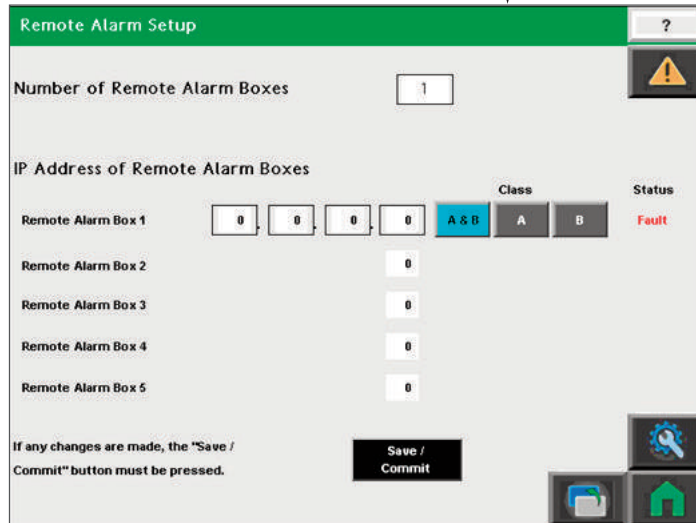 Remote Alarm Setup ?
Number of Remote Alarm Boxes 1
IP Address of Remote Alarm Boxes
Class Status
Remote Alarm Box 1 0 . 0 . 0 . 0 A & B A B Fault
Remote Alarm Box 2 0
Remote Alarm Box 3 0
Remote Alarm Box 4 0
Remote Alarm Box 5 0
If any changes are made, the "Save /
Commit" button must be pressed.
Save /
Commit